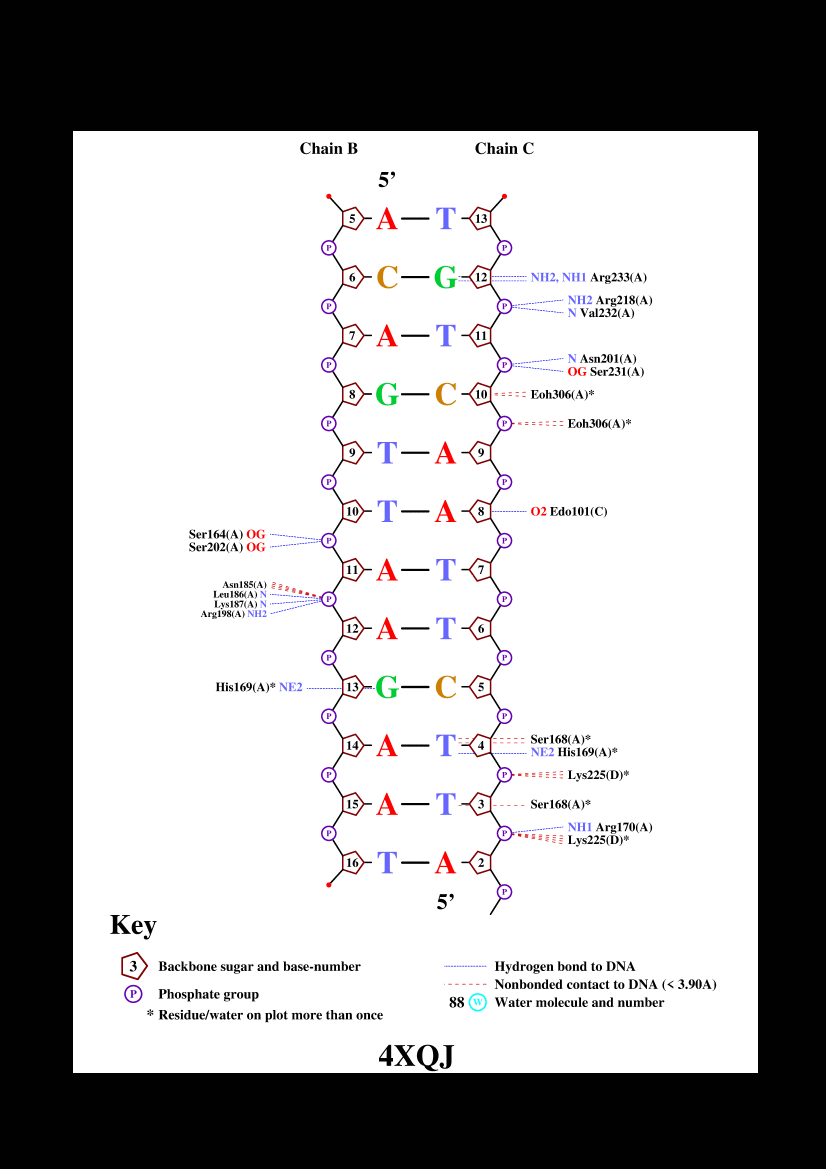 Chain B Chain C
5’
5 A T 13
P P
6 C G 12 NH2, NH1 Arg233(A)
NH2 Arg218(A)
P P
N Val232(A)
7 A T 11
N Asn201(A)
P P
OG Ser231(A)
8 G C 10 Eoh306(A)*
P P Eoh306(A)*
9 T A 9
P P
10 T A 8 O2 Edo101(C)
Ser164(A) OG
P P
Ser202(A) OG
11 A T 7
Asn185(A)
Leu186(A) N
P P
Lys187(A) N
Arg198(A) NH2
12 A T 6
P P
His169(A)* NE2 13 G C 5
P P
Ser168(A)*
14 A T 4
NE2 His169(A)*
P P Lys225(D)*
15 A T 3 Ser168(A)*
NH1 Arg170(A)
P P
Lys225(D)*
16 T A 2
P
5’
Key
3 Backbone sugar and base-number
P Phosphate group
* Residue/water on plot more than once
Hydrogen bond to DNA
Nonbonded contact to DNA (< 3.90A)
88 W Water molecule and number
4XQJ